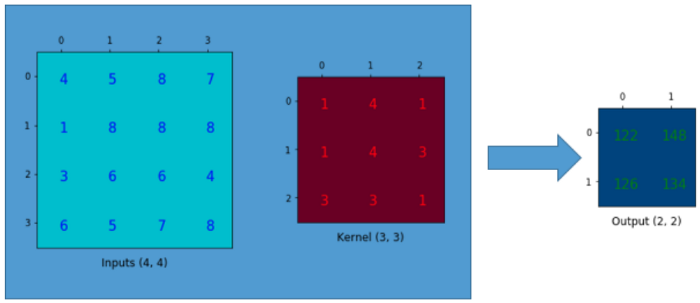 0 1 2 3
0 4 5 8 7
1 1 8 8 8
2 3 6 6 4
3 6 5 7 8
Inputs (4, 4)
0 1 2
0 1 4 1
1 1 4 3
2 3 3 1
Kernel (3, 3)
0 1
0 122 148
1 126 134
Output (2, 2)